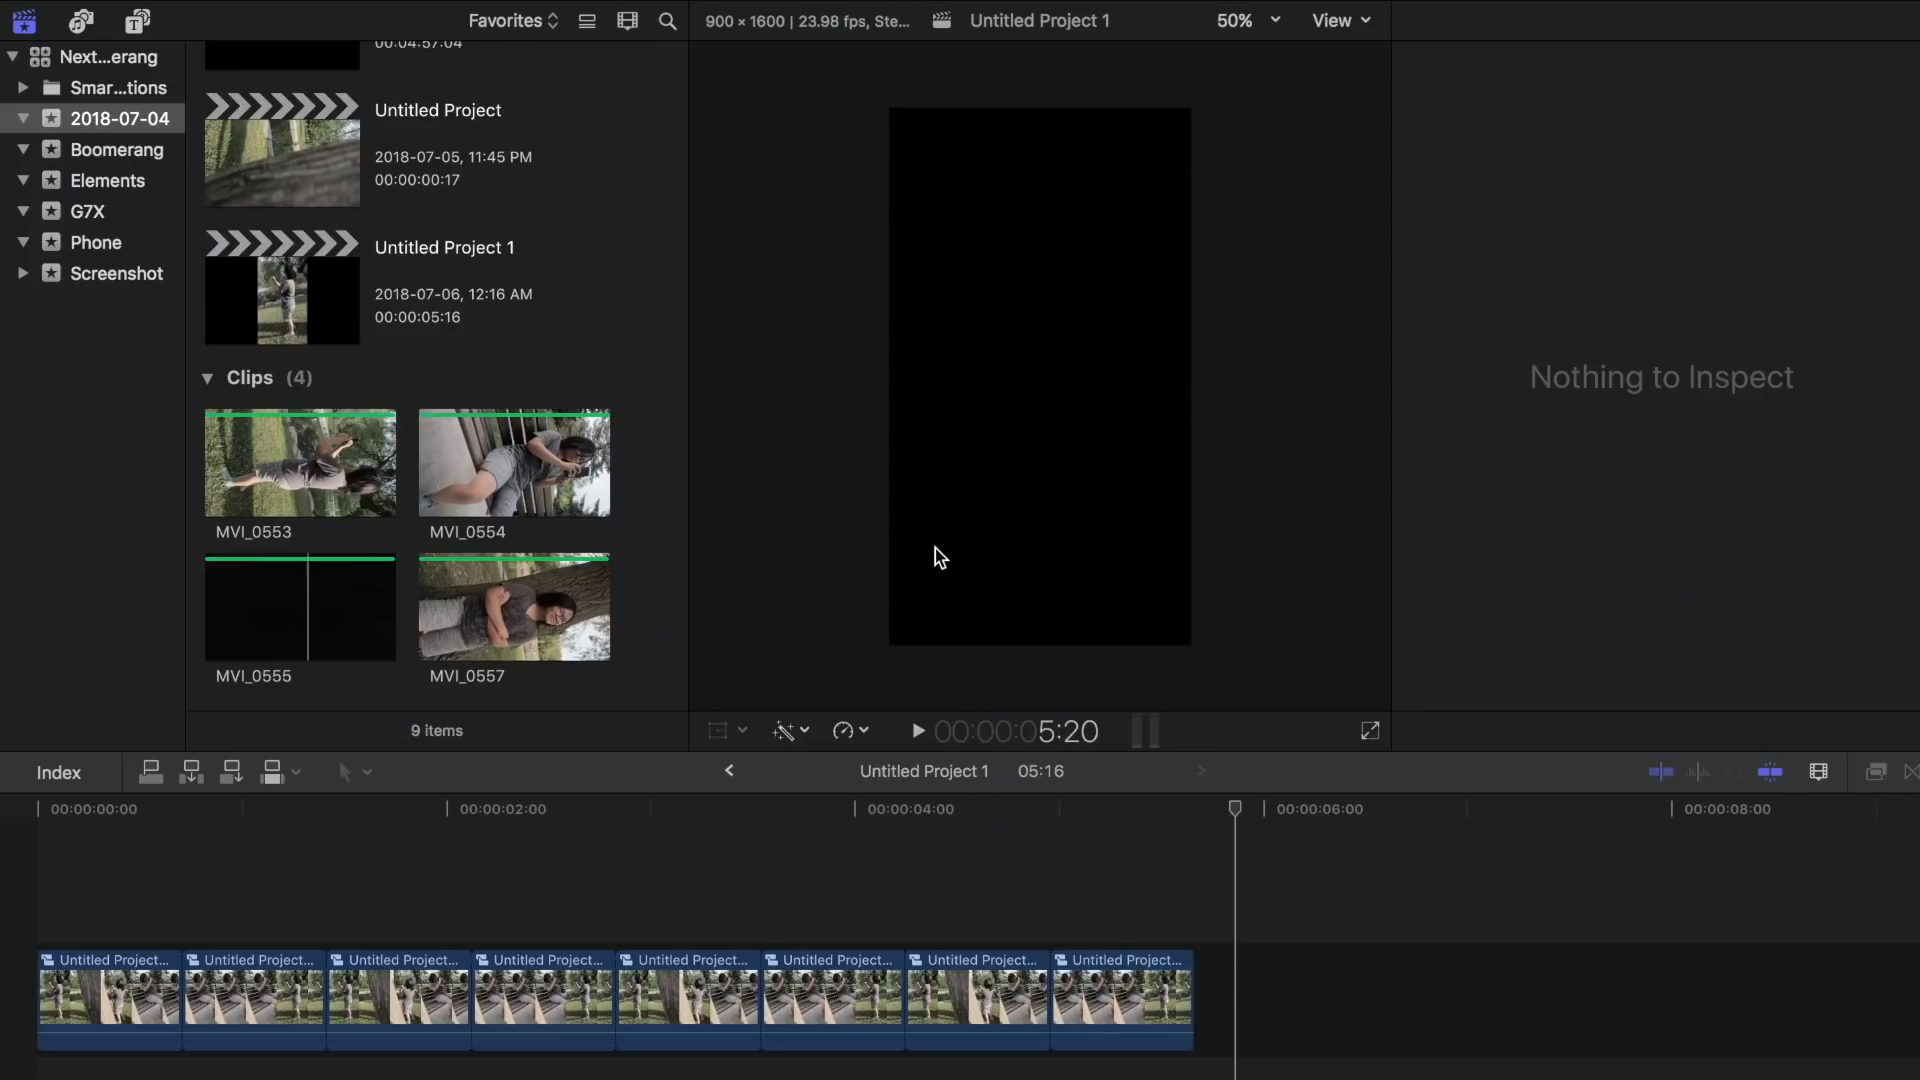 Favorites
900 × 1600 | 23.98 fps, Ste...
Untitled Project 1
50%
View
Next...erang
Smar...tions
2018-07-04
Boomerang
Elements
G7X
Phone
Screenshot
00:04:57:04
Untitled Project
2018-07-05, 11:45 PM
00:00:00:17
Untitled Project 1
2018-07-06, 12:16 AM
00:00:05:16
Clips (4)
MVI_0553
MVI_0554
MVI_0555
MVI_0557
9 items
Nothing to Inspect
00:00:05:20
Index
Untitled Project 1
05:16
00:00:00:00
00:00:02:00
00:00:04:00
00:00:06:00
00:00:08:00
Untitled Project...
Untitled Project...
Untitled Project...
Untitled Project...
Untitled Project...
Untitled Project...
Untitled Project...
Untitled Project...